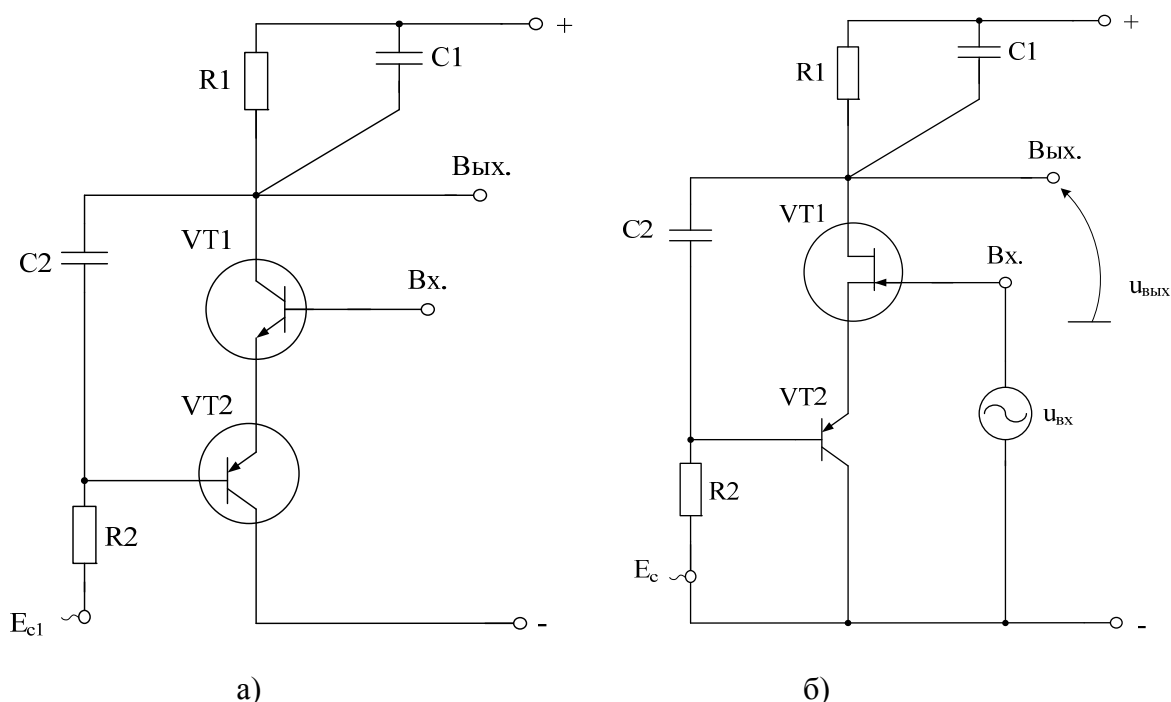 +
C1
R1
Вых.
VT1
C2
Вх.
VT2
R2
Ec1
-
а)
+
C1
R1
Вых.
VT1
C2
Вх.
uвых
VT2
uвх
R2
Ec
-
б)